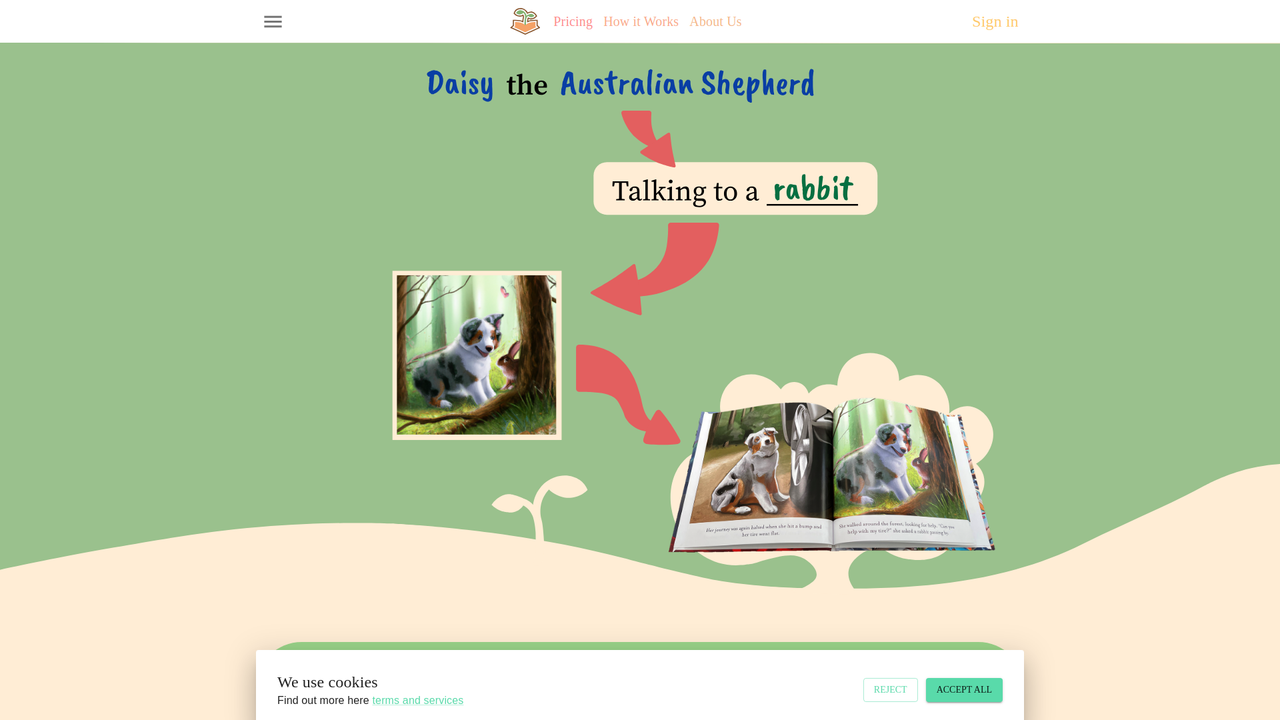 Pricing How it Works About Us Sign in
Daisy the Australian Shepherd
Talking to a rabbit
Her journey was again halted when she hit a bump and
her tire went flat.
She walked around the forest, looking for help. "Can you
help with my tire?" she asked a rabbit passing by.
We use cookies
Find out more here terms and services
REJECT ACCEPT ALL